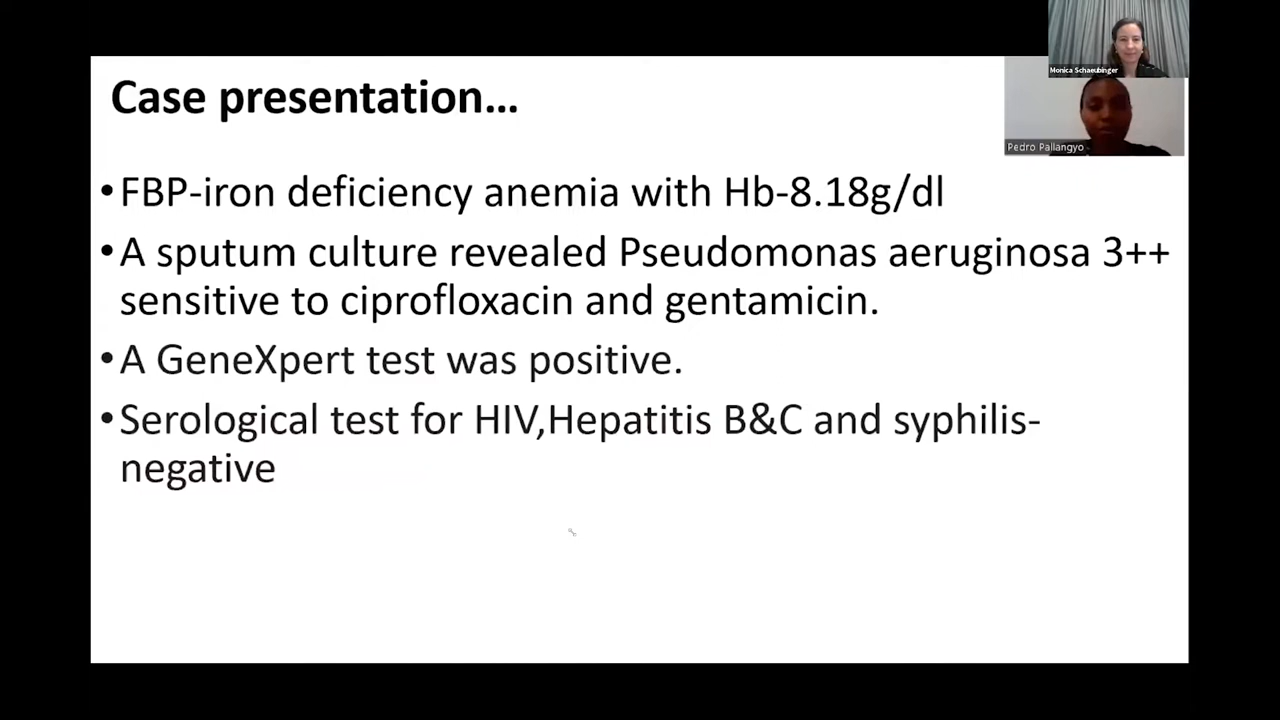 Case presentation...
Monica Schaeubinger
Pedro Pallangyo
•FBP-iron deficiency anemia with Hb-8.18g/dl
•A sputum culture revealed Pseudomonas aeruginosa 3++
sensitive to ciprofloxacin and gentamicin.
•A GeneXpert test was positive.
•Serological test for HIV,Hepatitis B&C and syphilis-
negative